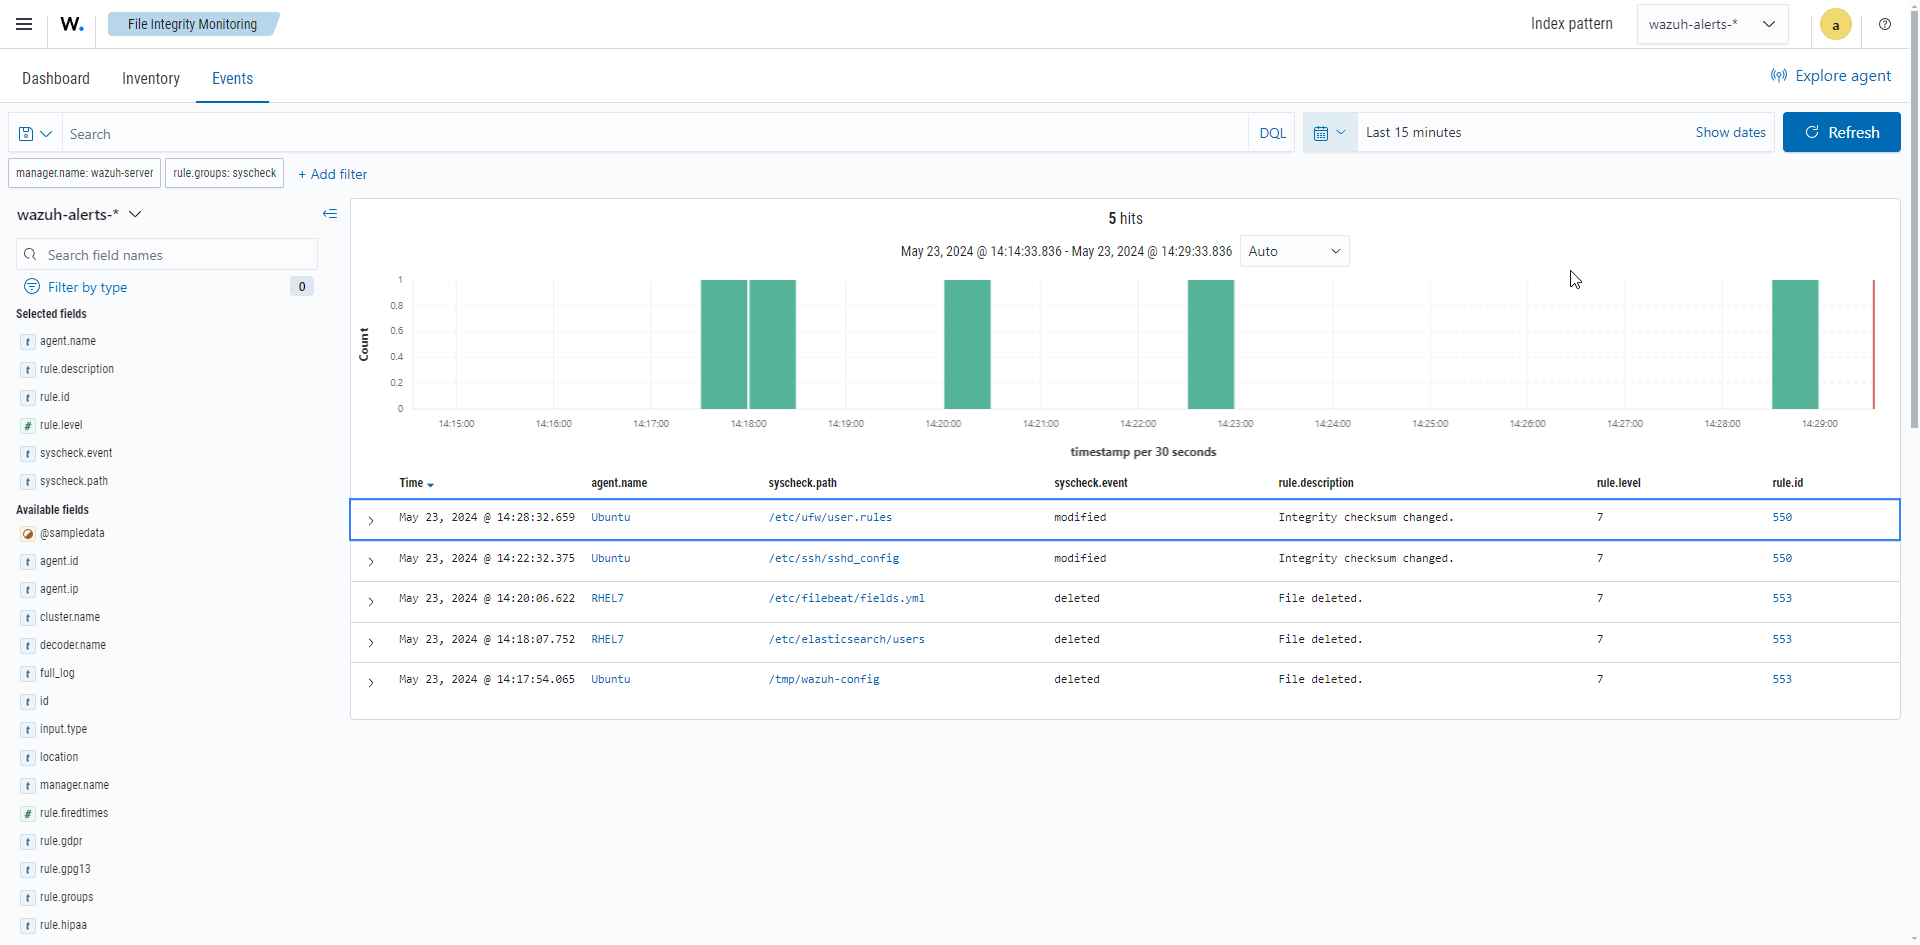 W. File Integrity Monitoring Index pattern wazuh-alerts-* a
Dashboard Inventory Events Explore agent
Search DQL Last 15 minutes Show dates Refresh
manager.name: wazuh-server rule.groups: syscheck + Add filter
wazuh-alerts-*
Search field names
Filter by type 0
Selected fields
t agent.name
t rule.description
t rule.id
# rule.level
t syscheck.event
t syscheck.path
Available fields
@sampledata
t agent.id
t agent.ip
t cluster.name
t decoder.name
t full_log
t id
t input.type
t location
t manager.name
# rule.firedtimes
t rule.gdpr
t rule.gpg13
t rule.groups
t rule.hipaa
5 hits
May 23, 2024 @ 14:14:33.836 - May 23, 2024 @ 14:29:33.836 Auto
Count
1
0.8
0.6
0.4
0.2
0
14:15:00 14:16:00 14:17:00 14:18:00 14:19:00 14:20:00 14:21:00 14:22:00 14:23:00 14:24:00 14:25:00 14:26:00 14:27:00 14:28:00 14:29:00
timestamp per 30 seconds
Time agent.name syscheck.path syscheck.event rule.description rule.level rule.id
May 23, 2024 @ 14:28:32.659 Ubuntu /etc/ufw/user.rules modified Integrity checksum changed. 7 550
May 23, 2024 @ 14:22:32.375 Ubuntu /etc/ssh/sshd_config modified Integrity checksum changed. 7 550
May 23, 2024 @ 14:20:06.622 RHEL7 /etc/filebeat/fields.yml deleted File deleted. 7 553
May 23, 2024 @ 14:18:07.752 RHEL7 /etc/elasticsearch/users deleted File deleted. 7 553
May 23, 2024 @ 14:17:54.065 Ubuntu /tmp/wazuh-config deleted File deleted. 7 553